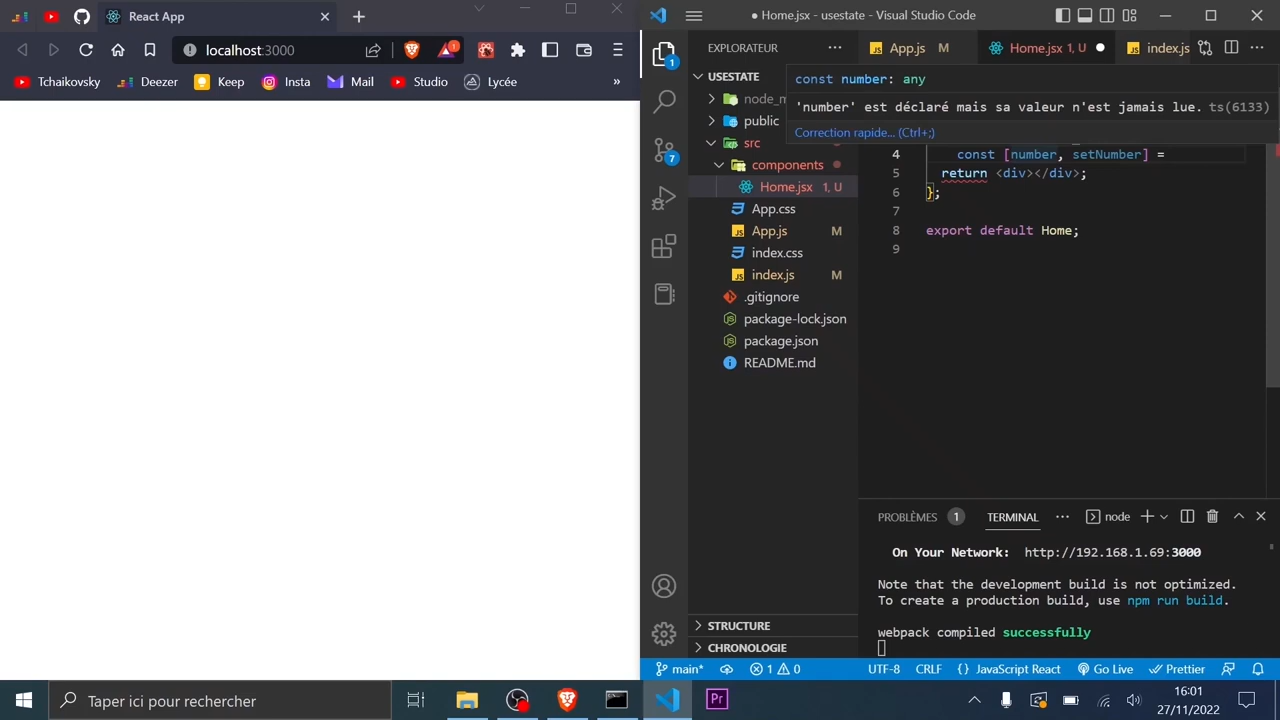 React App
localhost:3000
1
Tchaikovsky
Deezer
Keep
Insta
Mail
Studio
Lycée
»
Home.jsx - usestate - Visual Studio Code
EXPLORATEUR
App.js M
Home.jsx 1, U
index.js
USESTATE
node_m
public
src
components
Home.jsx 1, U
App.css
App.js M
index.css
index.js M
.gitignore
package-lock.json
package.json
README.md
STRUCTURE
CHRONOLOGIE
1
7
const number: any
'number' est déclaré mais sa valeur n'est jamais lue. ts(6133)
Correction rapide... (Ctrl+;)
4 const [number, setNumber] =
5 return <div></div>;
6 };
7
8 export default Home;
9
PROBLÈMES 1 TERMINAL node
On Your Network: http://192.168.1.69:3000
Note that the development build is not optimized.
To create a production build, use npm run build.
webpack compiled successfully
main* 1 0 UTF-8 CRLF {} JavaScript React Go Live Prettier
Taper ici pour rechercher
Pr
16:01
27/11/2022